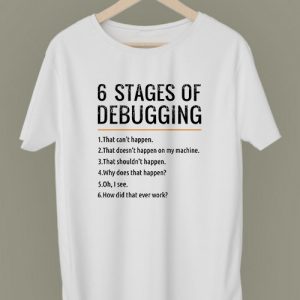 6 STAGES OF
DEBUGGING
1.That can't happen.
2.That doesn't happen on my machine.
3.That shouldn't happen.
4.Why does that happen?
5.Oh, I see.
6.How did that ever work?